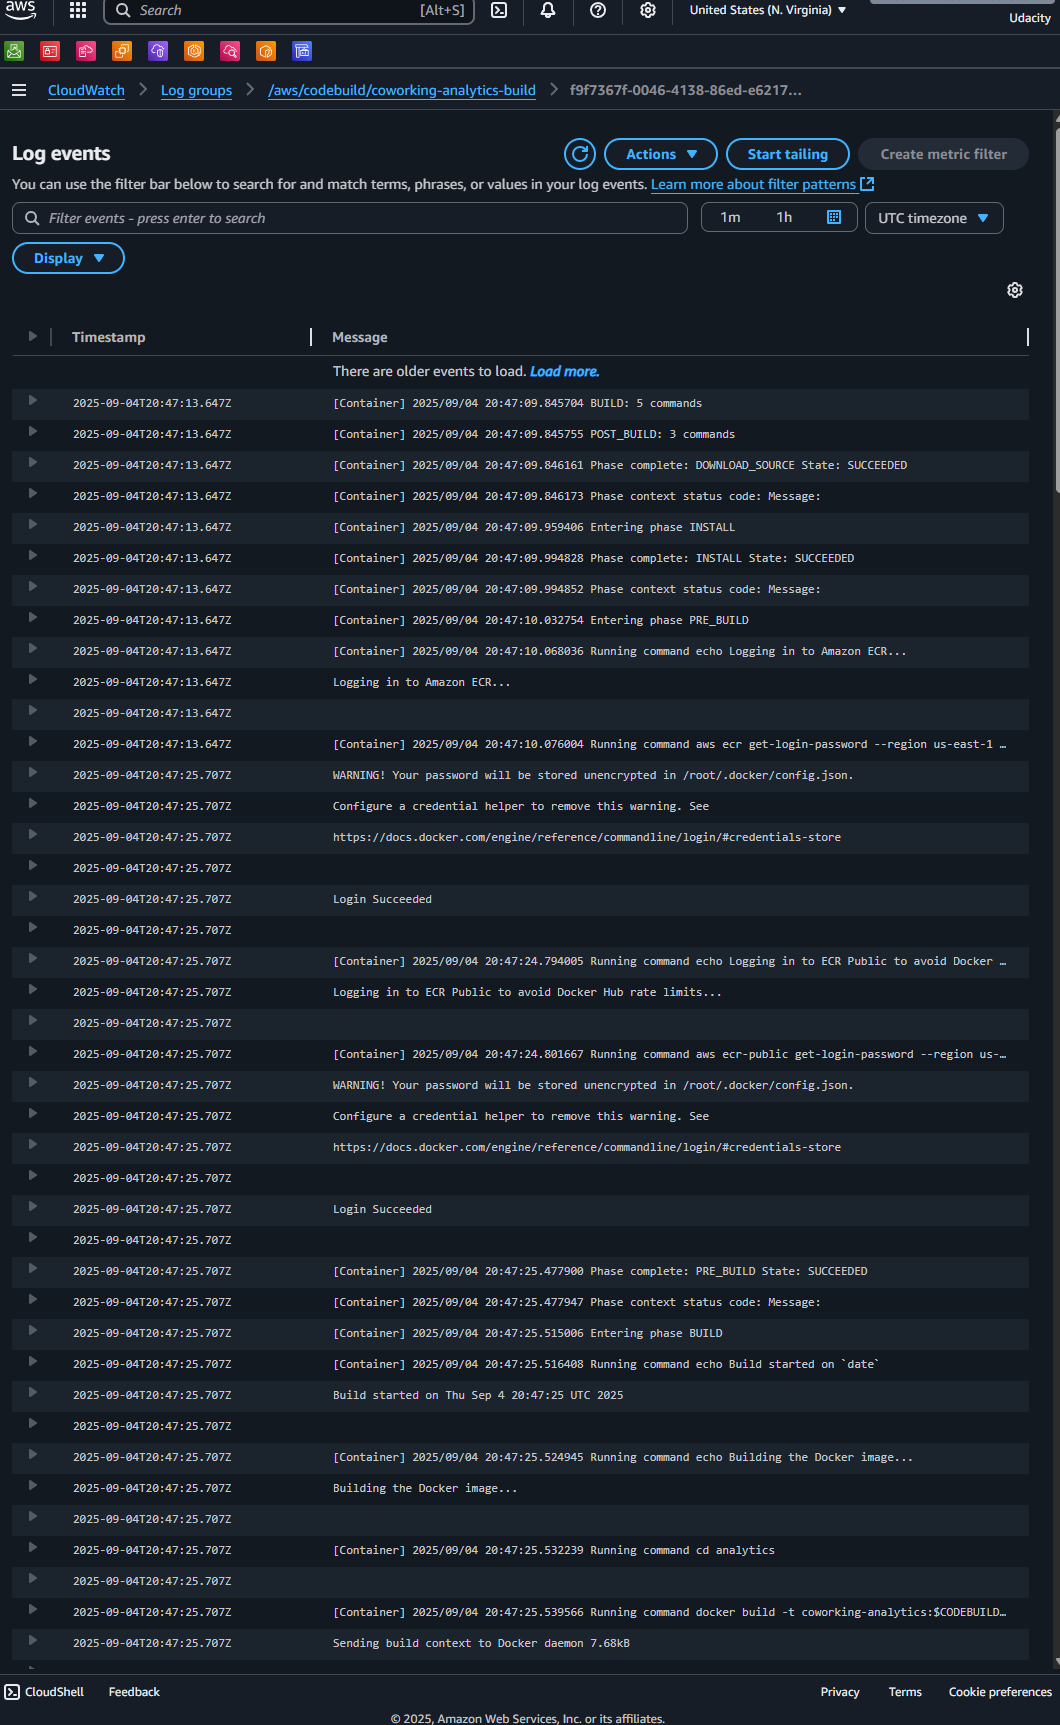 aws
Search [Alt+S] United States (N. Virginia)
Udacity
CloudWatch Log groups /aws/codebuild/coworking-analytics-build f9f7367f-0046-4138-86ed-e6217...
Log events Actions Start tailing Create metric filter
You can use the filter bar below to search for and match terms, phrases, or values in your log events. Learn more about filter patterns
Filter events - press enter to search 1m 1h UTC timezone
Display
Timestamp Message
There are older events to load. Load more.
2025-09-04T20:47:13.647Z [Container] 2025/09/04 20:47:09.845704 BUILD: 5 commands
2025-09-04T20:47:13.647Z [Container] 2025/09/04 20:47:09.845755 POST_BUILD: 3 commands
2025-09-04T20:47:13.647Z [Container] 2025/09/04 20:47:09.846161 Phase complete: DOWNLOAD_SOURCE State: SUCCEEDED
2025-09-04T20:47:13.647Z [Container] 2025/09/04 20:47:09.846173 Phase context status code: Message:
2025-09-04T20:47:13.647Z [Container] 2025/09/04 20:47:09.959406 Entering phase INSTALL
2025-09-04T20:47:13.647Z [Container] 2025/09/04 20:47:09.994828 Phase complete: INSTALL State: SUCCEEDED
2025-09-04T20:47:13.647Z [Container] 2025/09/04 20:47:09.994852 Phase context status code: Message:
2025-09-04T20:47:13.647Z [Container] 2025/09/04 20:47:10.032754 Entering phase PRE_BUILD
2025-09-04T20:47:13.647Z [Container] 2025/09/04 20:47:10.068036 Running command echo Logging in to Amazon ECR...
2025-09-04T20:47:13.647Z Logging in to Amazon ECR...
2025-09-04T20:47:13.647Z
2025-09-04T20:47:13.647Z [Container] 2025/09/04 20:47:10.076004 Running command aws ecr get-login-password --region us-east-1 …
2025-09-04T20:47:25.707Z WARNING! Your password will be stored unencrypted in /root/.docker/config.json.
2025-09-04T20:47:25.707Z Configure a credential helper to remove this warning. See
2025-09-04T20:47:25.707Z https://docs.docker.com/engine/reference/commandline/login/#credentials-store
2025-09-04T20:47:25.707Z
2025-09-04T20:47:25.707Z Login Succeeded
2025-09-04T20:47:25.707Z
2025-09-04T20:47:25.707Z [Container] 2025/09/04 20:47:24.794005 Running command echo Logging in to ECR Public to avoid Docker …
2025-09-04T20:47:25.707Z Logging in to ECR Public to avoid Docker Hub rate limits...
2025-09-04T20:47:25.707Z
2025-09-04T20:47:25.707Z [Container] 2025/09/04 20:47:24.801667 Running command aws ecr-public get-login-password --region us-…
2025-09-04T20:47:25.707Z WARNING! Your password will be stored unencrypted in /root/.docker/config.json.
2025-09-04T20:47:25.707Z Configure a credential helper to remove this warning. See
2025-09-04T20:47:25.707Z https://docs.docker.com/engine/reference/commandline/login/#credentials-store
2025-09-04T20:47:25.707Z
2025-09-04T20:47:25.707Z Login Succeeded
2025-09-04T20:47:25.707Z
2025-09-04T20:47:25.707Z [Container] 2025/09/04 20:47:25.477900 Phase complete: PRE_BUILD State: SUCCEEDED
2025-09-04T20:47:25.707Z [Container] 2025/09/04 20:47:25.477947 Phase context status code: Message:
2025-09-04T20:47:25.707Z [Container] 2025/09/04 20:47:25.515006 Entering phase BUILD
2025-09-04T20:47:25.707Z [Container] 2025/09/04 20:47:25.516408 Running command echo Build started on `date`
2025-09-04T20:47:25.707Z Build started on Thu Sep 4 20:47:25 UTC 2025
2025-09-04T20:47:25.707Z
2025-09-04T20:47:25.707Z [Container] 2025/09/04 20:47:25.524945 Running command echo Building the Docker image...
2025-09-04T20:47:25.707Z Building the Docker image...
2025-09-04T20:47:25.707Z
2025-09-04T20:47:25.707Z [Container] 2025/09/04 20:47:25.532239 Running command cd analytics
2025-09-04T20:47:25.707Z
2025-09-04T20:47:25.707Z [Container] 2025/09/04 20:47:25.539566 Running command docker build -t coworking-analytics:$CODEBUILD…
2025-09-04T20:47:25.707Z Sending build context to Docker daemon 7.68kB
CloudShell Feedback Privacy Terms Cookie preferences
© 2025, Amazon Web Services, Inc. or its affiliates.